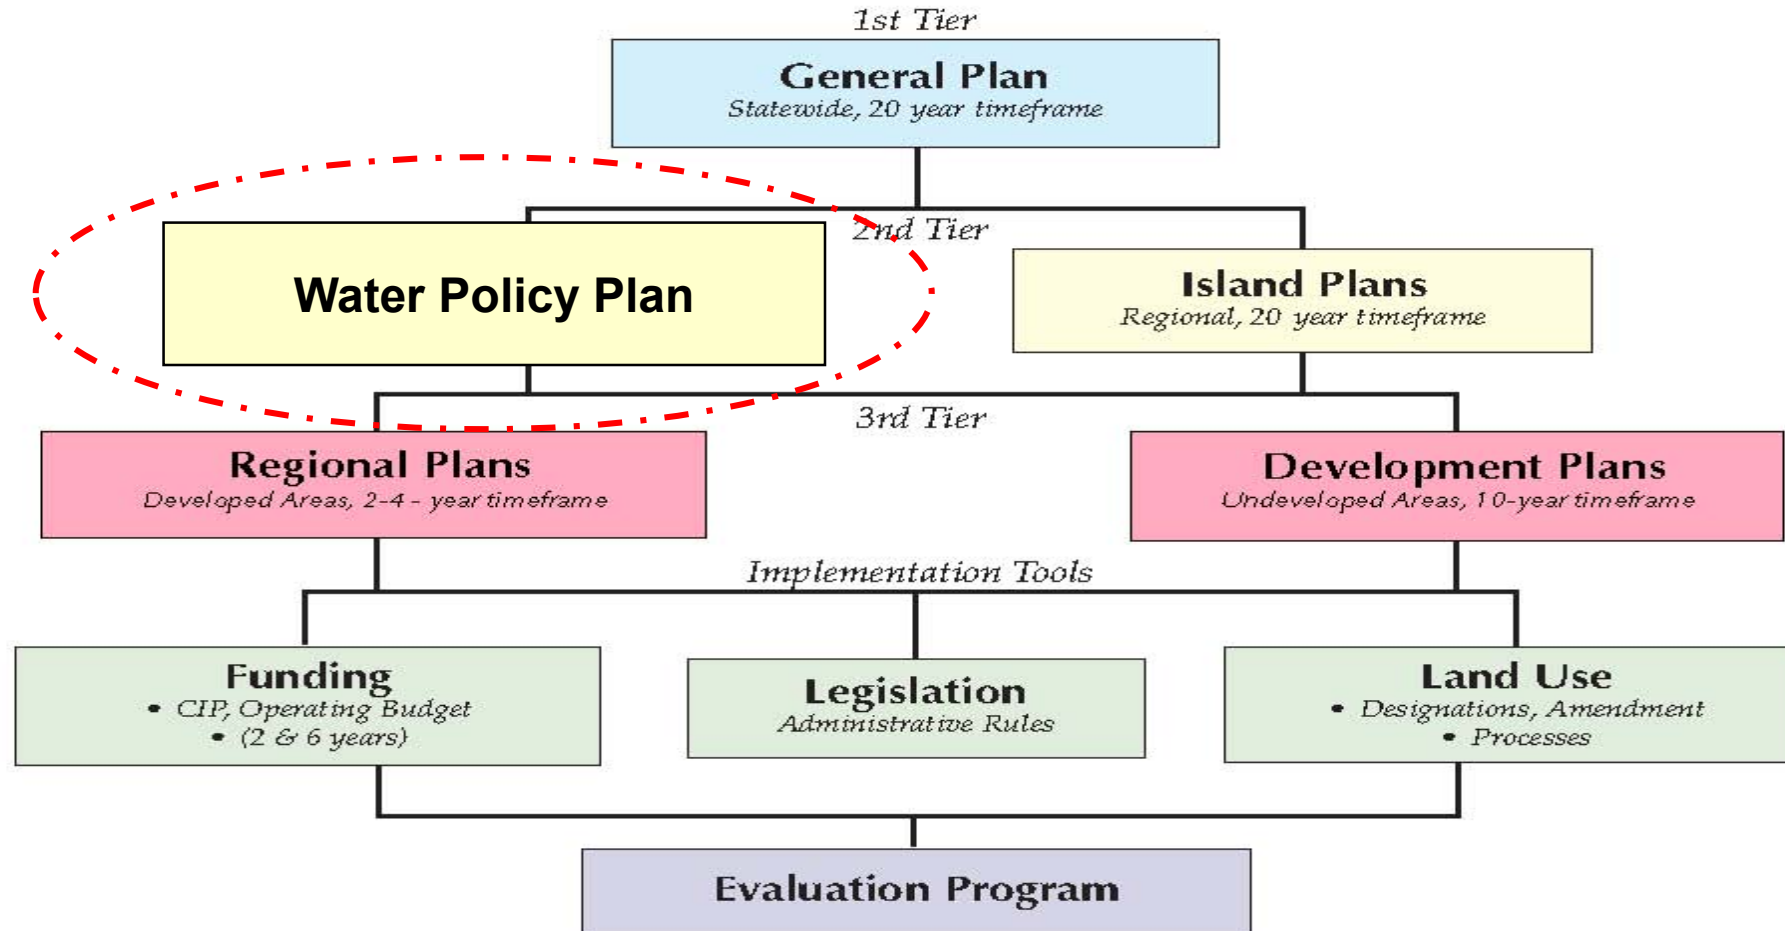 1st Tier
General Plan
Statewide, 20 year timeframe
2nd Tier
Water Policy Plan
Island Plans
Regional, 20 year timeframe
3rd Tier
Regional Plans
Developed Areas, 2-4 - year timeframe
Development Plans
Undeveloped Areas, 10-year timeframe
Implementation Tools
Funding
• CIP, Operating Budget
• (2 & 6 years)
Legislation
Administrative Rules
Land Use
• Designations, Amendment
• Processes
Evaluation Program